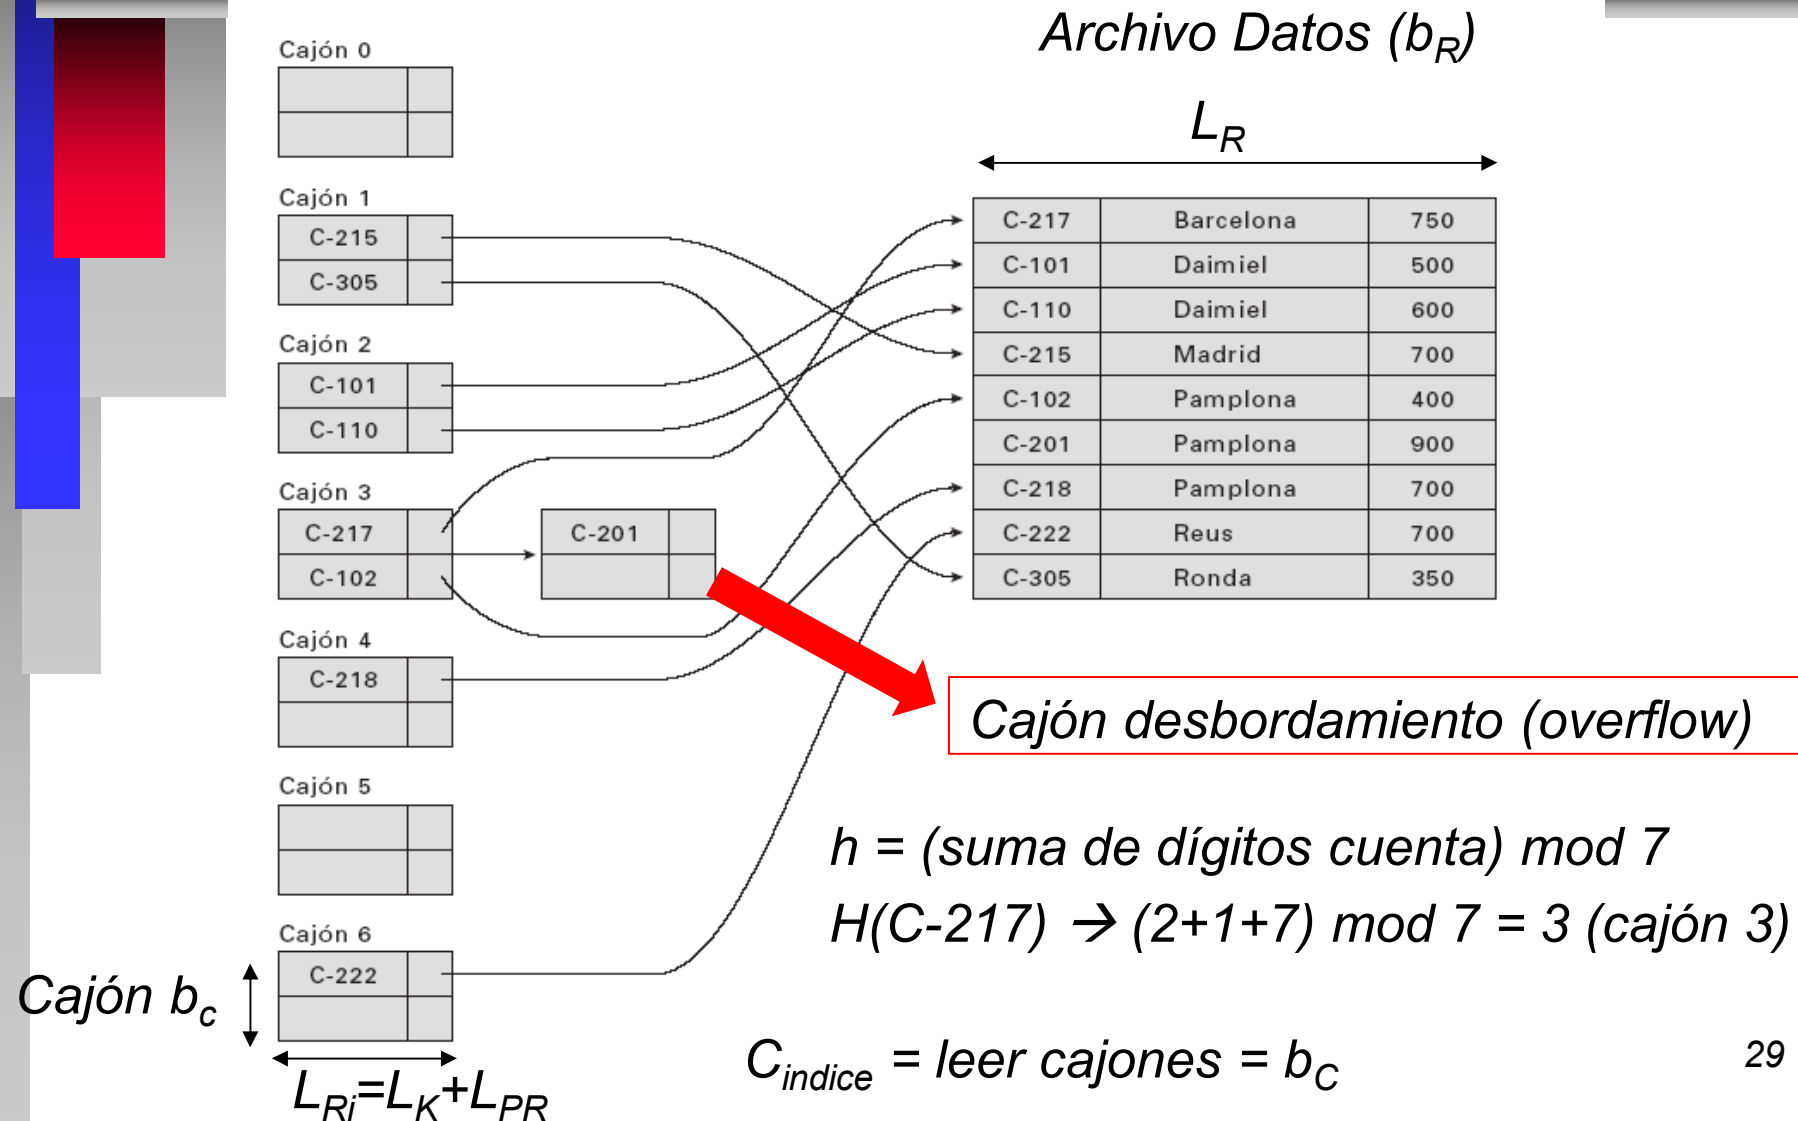 Archivo Datos (bR)
LR
Cajón 0
Cajón 1
C-215
C-305
Cajón 2
C-101
C-110
Cajón 3
C-217
C-102
C-201
Cajón 4
C-218
Cajón 5
Cajón 6
C-222
C-217 Barcelona 750
C-101 Daimiel 500
C-110 Daimiel 600
C-215 Madrid 700
C-102 Pamplona 400
C-201 Pamplona 900
C-218 Pamplona 700
C-222 Reus 700
C-305 Ronda 350
Cajón desbordamiento (overflow)
h = (suma de dígitos cuenta) mod 7
H(C-217) → (2+1+7) mod 7 = 3 (cajón 3)
Cajón bc
LRi=LK+LPR
Cindice = leer cajones = bC
29